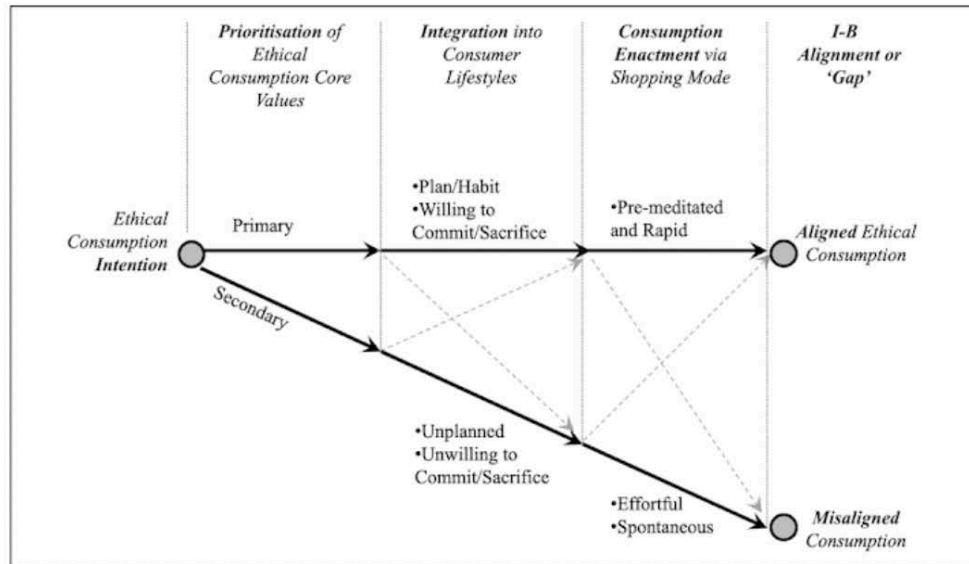 Prioritisation of
Ethical
Consumption Core
Values
Integration into
Consumer
Lifestyles
Consumption
Enactment via
Shopping Mode
I-B
Alignment or
‘Gap’
Ethical
Consumption
Intention
Primary
Secondary
•Plan/Habit
•Willing to
Commit/Sacrifice
•Pre-meditated
and Rapid
Aligned Ethical
Consumption
•Unplanned
•Unwilling to
Commit/Sacrifice
•Effortful
•Spontaneous
Misaligned
Consumption